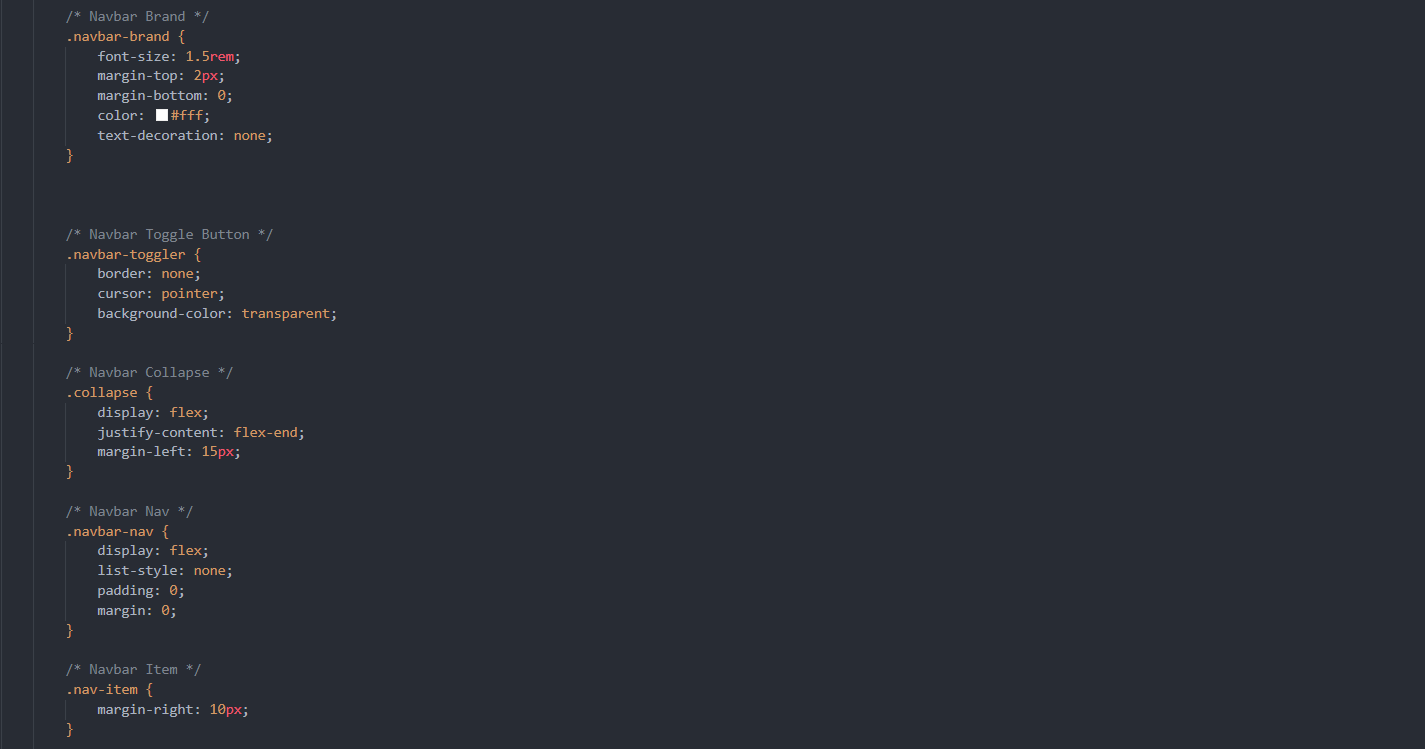 /* Navbar Brand */
.navbar-brand {
    font-size: 1.5rem;
    margin-top: 2px;
    margin-bottom: 0;
    color: #fff;
    text-decoration: none;
}
/* Navbar Toggle Button */
.navbar-toggler {
    border: none;
    cursor: pointer;
    background-color: transparent;
}
/* Navbar Collapse */
.collapse {
    display: flex;
    justify-content: flex-end;
    margin-left: 15px;
}
/* Navbar Nav */
.navbar-nav {
    display: flex;
    list-style: none;
    padding: 0;
    margin: 0;
}
/* Navbar Item */
.nav-item {
    margin-right: 10px;
}